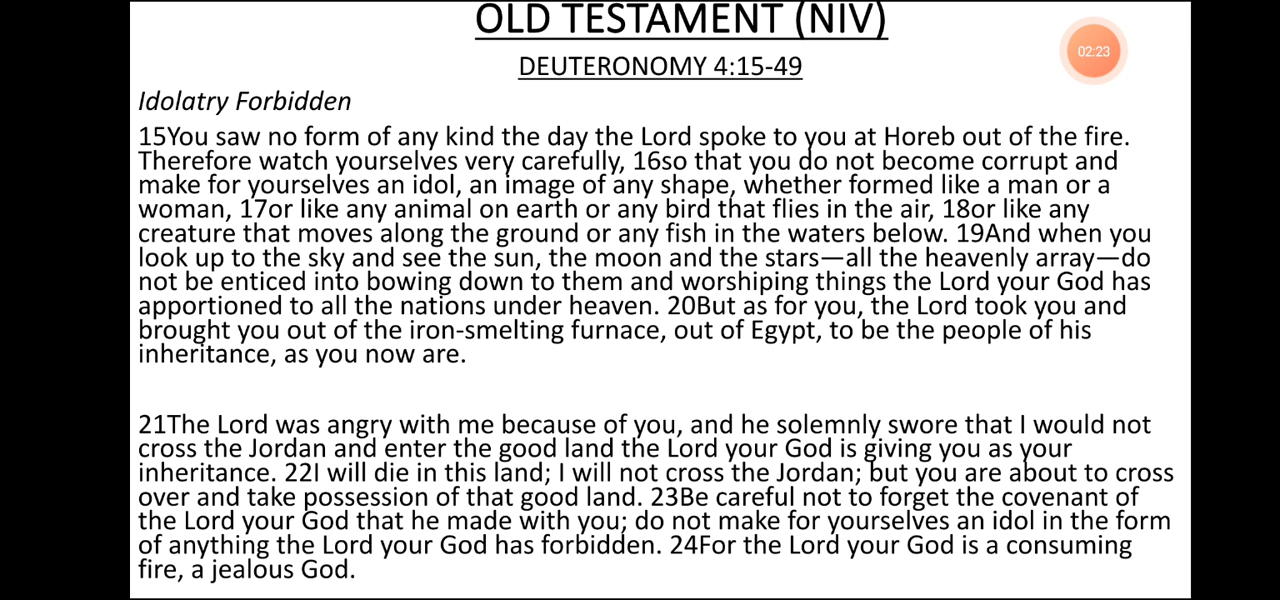 OLD TESTAMENT (NIV)
02:23
DEUTERONOMY 4:15-49
Idolatry Forbidden
15You saw no form of any kind the day the Lord spoke to you at Horeb out of the fire.
Therefore watch yourselves very carefully, 16so that you do not become corrupt and
make for yourselves an idol, an image of any shape, whether formed like a man or a
woman, 17or like any animal on earth or any bird that flies in the air, 18or like any
creature that moves along the ground or any fish in the waters below. 19And when you
look up to the sky and see the sun, the moon and the stars—all the heavenly array—do
not be enticed into bowing down to them and worshiping things the Lord your God has
apportioned to all the nations under heaven. 20But as for you, the Lord took you and
brought you out of the iron-smelting furnace, out of Egypt, to be the people of his
inheritance, as you now are.
21The Lord was angry with me because of you, and he solemnly swore that I would not
cross the Jordan and enter the good land the Lord your God is giving you as your
inheritance. 22I will die in this land; I will not cross the Jordan; but you are about to cross
over and take possession of that good land. 23Be careful not to forget the covenant of
the Lord your God that he made with you; do not make for yourselves an idol in the form
of anything the Lord your God has forbidden. 24For the Lord your God is a consuming
fire, a jealous God.